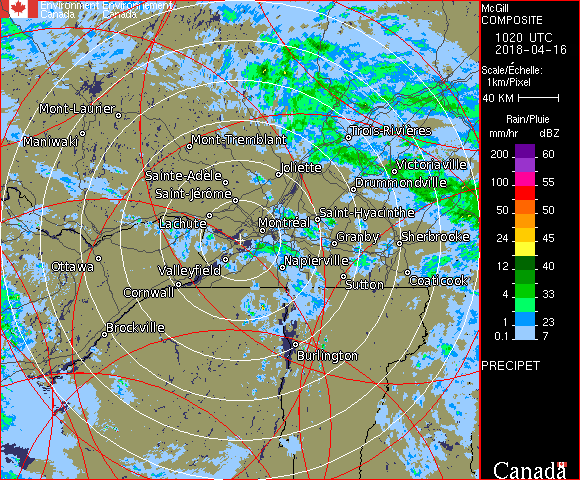 Environment Environnement
Canada Canada
McGill
COMPOSITE
1020 UTC
2018-04-16
Scale/Échelle:
1km/Pixel
40 KM
Rain/Pluie
mm/hr dBZ
200 60
100 55
50 50
24 45
12 40
4 33
1 23
0.1 7
PRECIPET
Canada
Mont-Laurier
Maniwaki
Mont-Tremblant
Trois-Rivières
Sainte-Adèle
Joliette
Victoriaville
Saint-Jérôme
Drummondville
Lachute
Montréal
Saint-Hyacinthe
Granby
Sherbrooke
Ottawa
Valleyfield
Napierville
Cornwall
Sutton
Coaticook
Brockville
Burlington